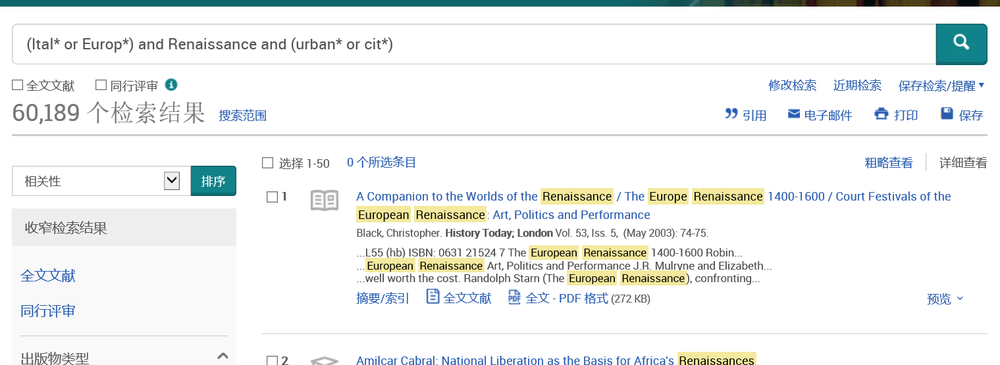 (Ital* or Europ*) and Renaissance and (urban* or cit*)
全文文献 同行评审 修改检索 近期检索 保存检索/提醒
60,189 个检索结果 搜索范围 引用 电子邮件 打印 保存
选择 1-50 0 个所选条目 粗略查看 详细查看
相关性 排序
1 A Companion to the Worlds of the Renaissance / The Europe Renaissance 1400-1600 / Court Festivals of the
European Renaissance: Art, Politics and Performance
收窄检索结果
Black, Christopher. History Today; London Vol. 53, Iss. 5, (May 2003): 74-75.
...L55 (hb) ISBN: 0631 21524 7 The European Renaissance 1400-1600 Robin...
...European Renaissance Art, Politics and Performance J.R. Mulryne and Elizabeth...
...well worth the cost. Randolph Starn (The European Renaissance), confronting...
全文文献
摘要/索引 全文文献 PDF 全文 - PDF 格式 (272 KB) 预览
同行评审
出版物类型
2 Amilcar Cabral: National Liberation as the Basis for Africa's Renaissances